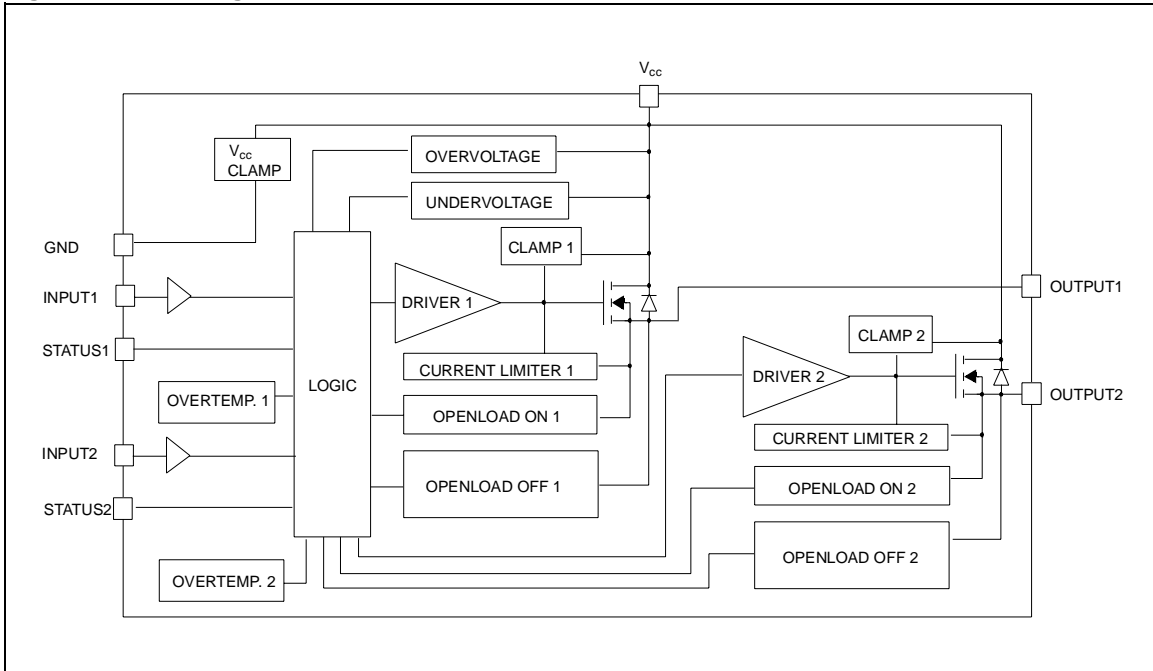 Vcc
Vcc
CLAMP
OVERVOLTAGE
UNDERVOLTAGE
GND
CLAMP 1
INPUT1
DRIVER 1
OUTPUT1
STATUS1
CLAMP 2
LOGIC
CURRENT LIMITER 1
DRIVER 2
OVERTEMP. 1
OPENLOAD ON 1
OUTPUT2
CURRENT LIMITER 2
INPUT2
OPENLOAD OFF 1
OPENLOAD ON 2
STATUS2
OPENLOAD OFF 2
OVERTEMP. 2